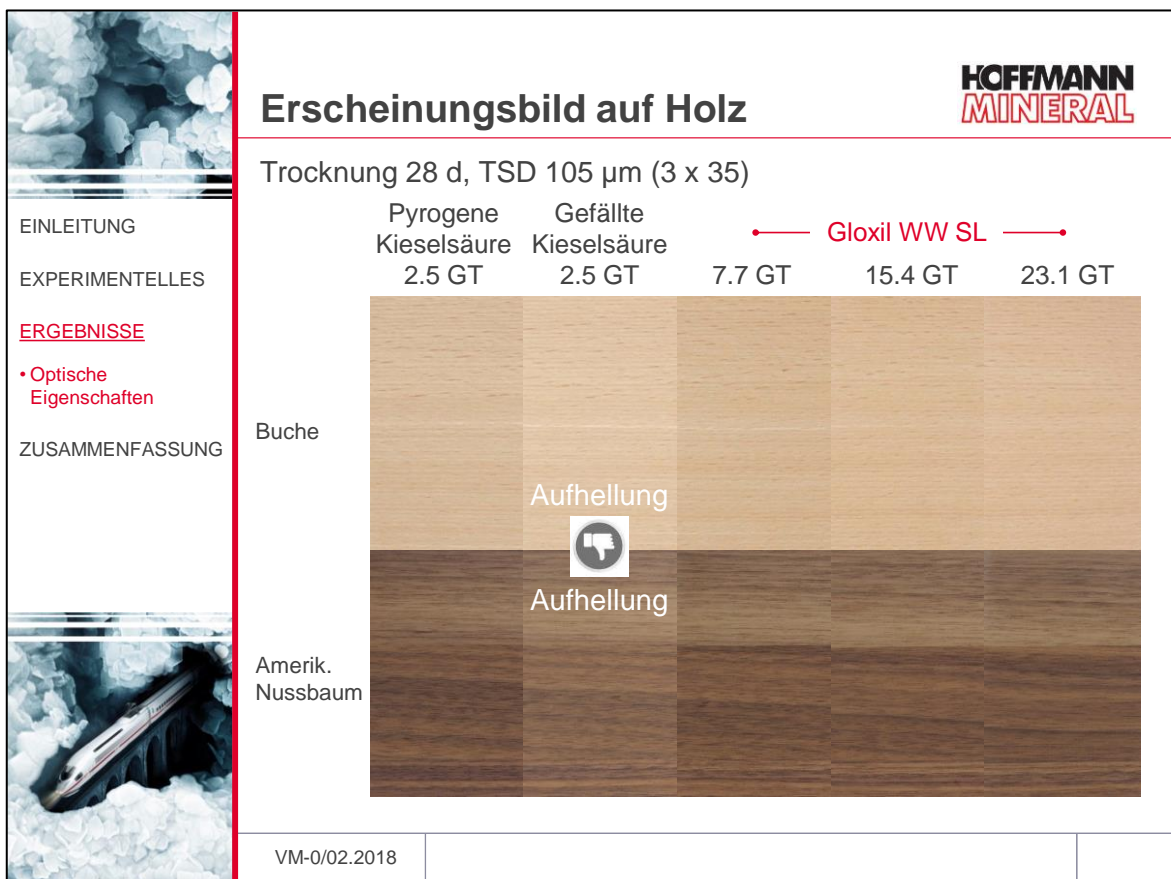 Erscheinungsbild auf Holz
HOFFMANN
MINERAL
Trocknung 28 d, TSD 105 µm (3 x 35)
EINLEITUNG
EXPERIMENTELLES
ERGEBNISSE
• Optische
Eigenschaften
ZUSAMMENFASSUNG
Pyrogene
Kieselsäure
2.5 GT
Gefällte
Kieselsäure
2.5 GT
Gloxil WW SL
7.7 GT
15.4 GT
23.1 GT
Buche
Aufhellung
Aufhellung
Amerik.
Nussbaum
VM-0/02.2018